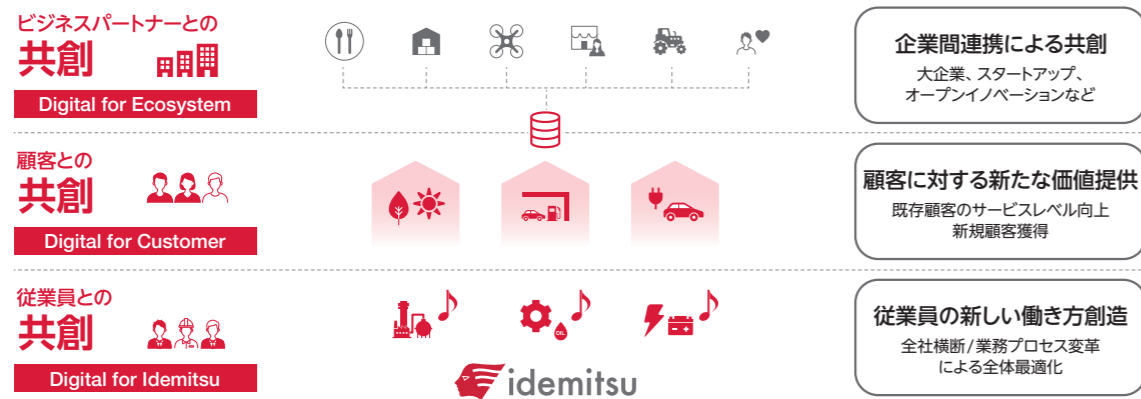 ビジネスパートナーとの
共創
Digital for Ecosystem
企業間連携による共創
大企業、スタートアップ、
オープンイノベーションなど
顧客との
共創
Digital for Customer
顧客に対する新たな価値提供
既存顧客のサービスレベル向上
新規顧客獲得
従業員との
共創
Digital for Idemitsu
OIL
idemitsu
従業員の新しい働き方創造
全社横断/業務プロセス変革
による全体最適化